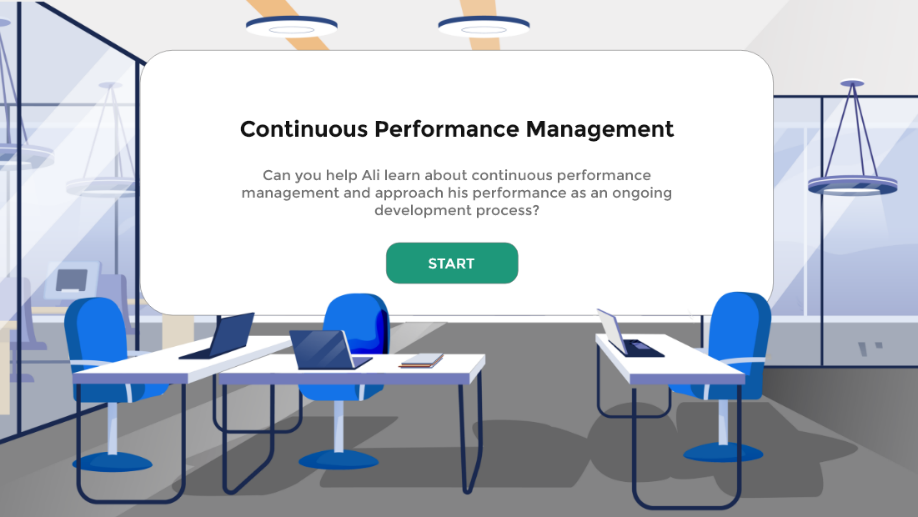 Continuous Performance Management
Can you help Ali learn about continuous performance
management and approach his performance as an ongoing
development process?
START